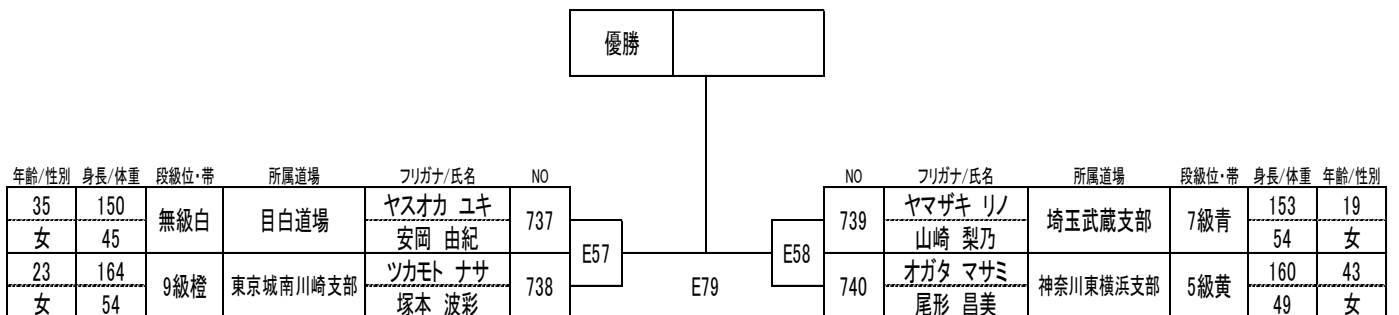 優勝
年齢/性別 身長/体重 段級位・帯 所属道場 フリガナ/氏名 NO
35 150 無級白 目白道場 ヤスオカ ユキ 737
女 45 安岡 由紀
23 164 9級橙 東京城南川崎支部 ツカモト ナサ 738
女 54 塚本 波彩
E57
E79
E58
NO フリガナ/氏名 所属道場 段級位・帯 身長/体重 年齢/性別
739 ヤマザキ リノ 埼玉武蔵支部 7級青 153 19
山崎 梨乃 54 女
740 オガタ マサミ 神奈川東横浜支部 5級黄 160 43
尾形 昌美 49 女